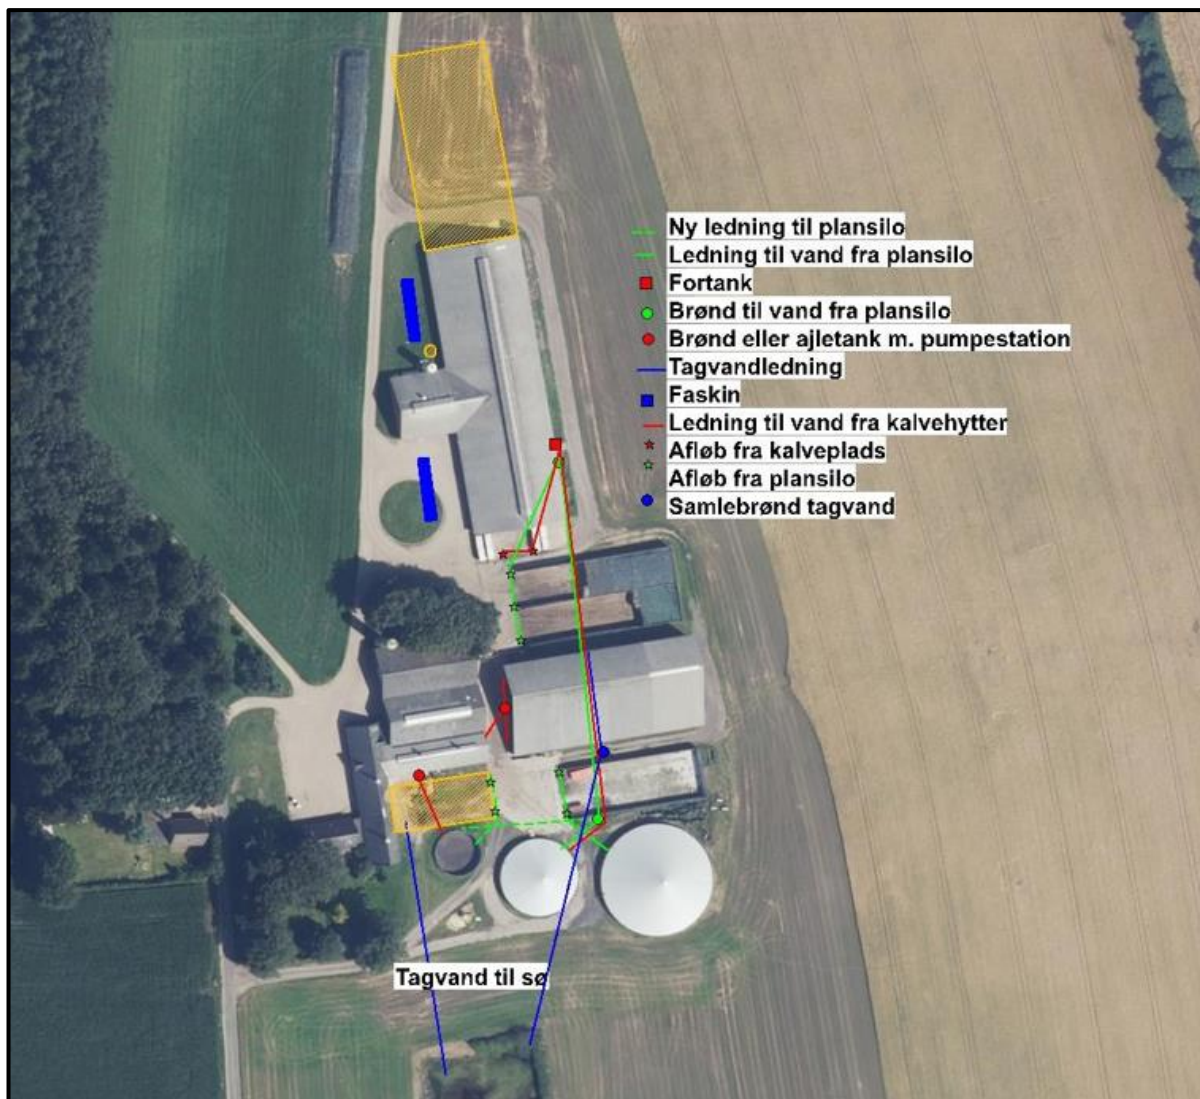 Ny ledning til plansilo
Ledning til vand fra plansilo
Fortank
Brønd til vand fra plansilo
Brønd eller ajletank m. pumpestation
Tagvandledning
Faskin
Ledning til vand fra kalvehytter
Afløb fra kalveplads
Afløb fra plansilo
Samlebrønd tagvand
Tagvand til sø